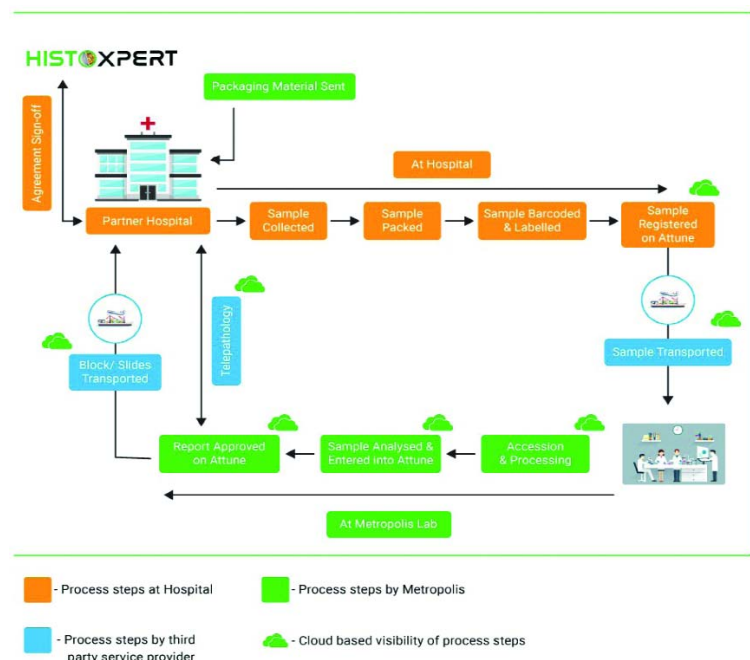 HISTOXPERT
Packaging Material Sent
Agreement Sign-off
At Hospital
Partner Hospital
Sample
Collected
Sample
Packed
Sample Barcoded
& Labelled
Sample
Registered
on Attune
Telepathology
Block/ Slides
Transported
Sample Transported
Report Approved
on Attune
Sample Analysed &
Entered into Attune
Accession
& Processing
At Metropolis Lab
- Process steps at Hospital
- Process steps by Metropolis
- Process steps by third
party service provider
- Cloud based visibility of process steps